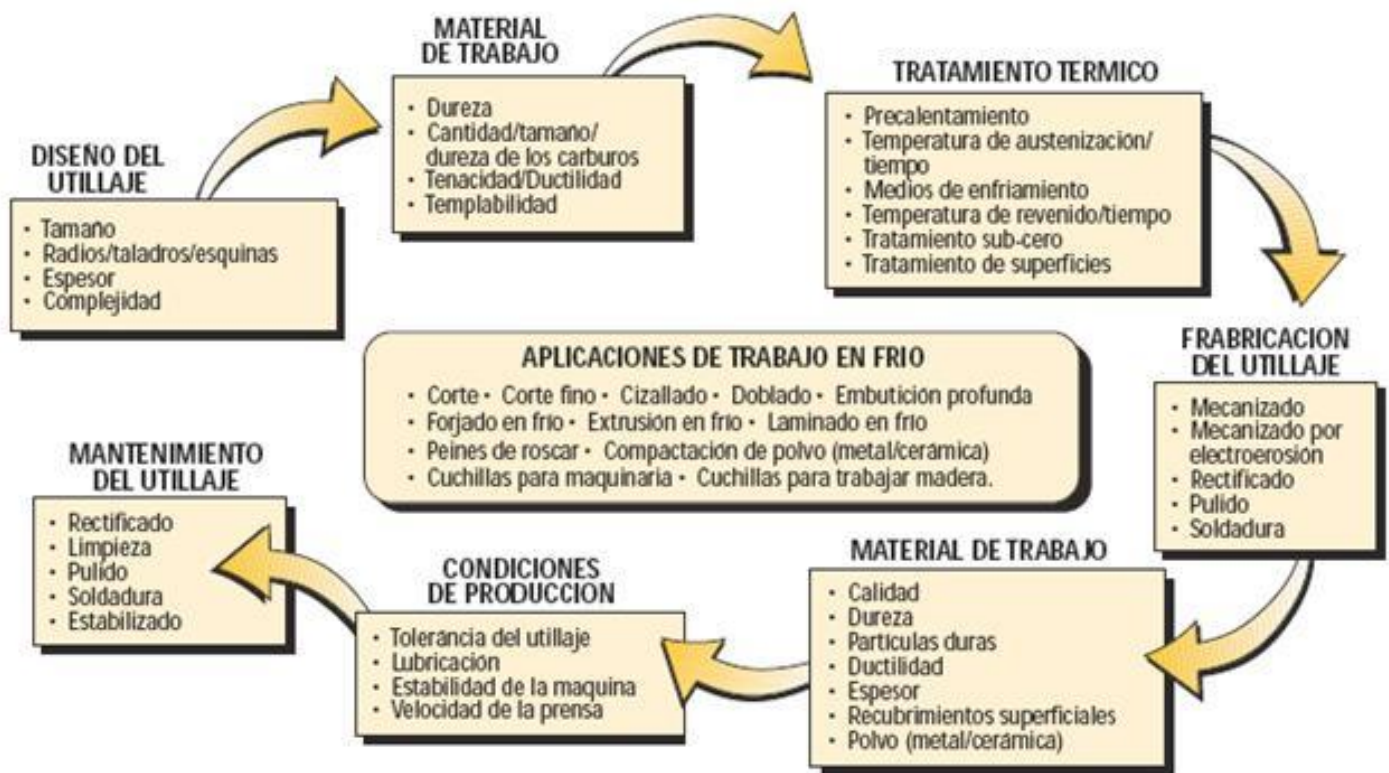 DISEÑO DEL
UTILLAJE
• Tamaño
• Radios/taladros/esquinas
• Espesor
• Complejidad
MATERIAL
DE TRABAJO
• Dureza
• Cantidad/tamaño/
dureza de los carburos
• Tenacidad/Ductilidad
• Templabilidad
TRATAMIENTO TERMICO
• Precalentamiento
• Temperatura de austenización/
tiempo
• Medios de enfriamiento
• Temperatura de revenido/tiempo
• Tratamiento sub-cero
• Tratamiento de superficies
FRABRICACION
DEL UTILLAJE
• Mecanizado
• Mecanizado por
electroerosión
• Rectificado
• Pulido
• Soldadura
MATERIAL DE TRABAJO
• Calidad
• Dureza
• Partículas duras
• Ductilidad
• Espesor
• Recubrimientos superficiales
• Polvo (metal/cerámica)
CONDICIONES
DE PRODUCCION
• Tolerancia del utillaje
• Lubricación
• Estabilidad de la maquina
• Velocidad de la prensa
MANTENIMIENTO
DEL UTILLAJE
• Rectificado
• Limpieza
• Pulido
• Soldadura
• Estabilizado
APLICACIONES DE TRABAJO EN FRIO
• Corte • Corte fino • Cizallado • Doblado • Embutición profunda
• Forjado en frío • Extrusión en frío • Laminado en frío
• Peines de roscar • Compactación de polvo (metal/cerámica)
• Cuchillas para maquinaria • Cuchillas para trabajar madera.